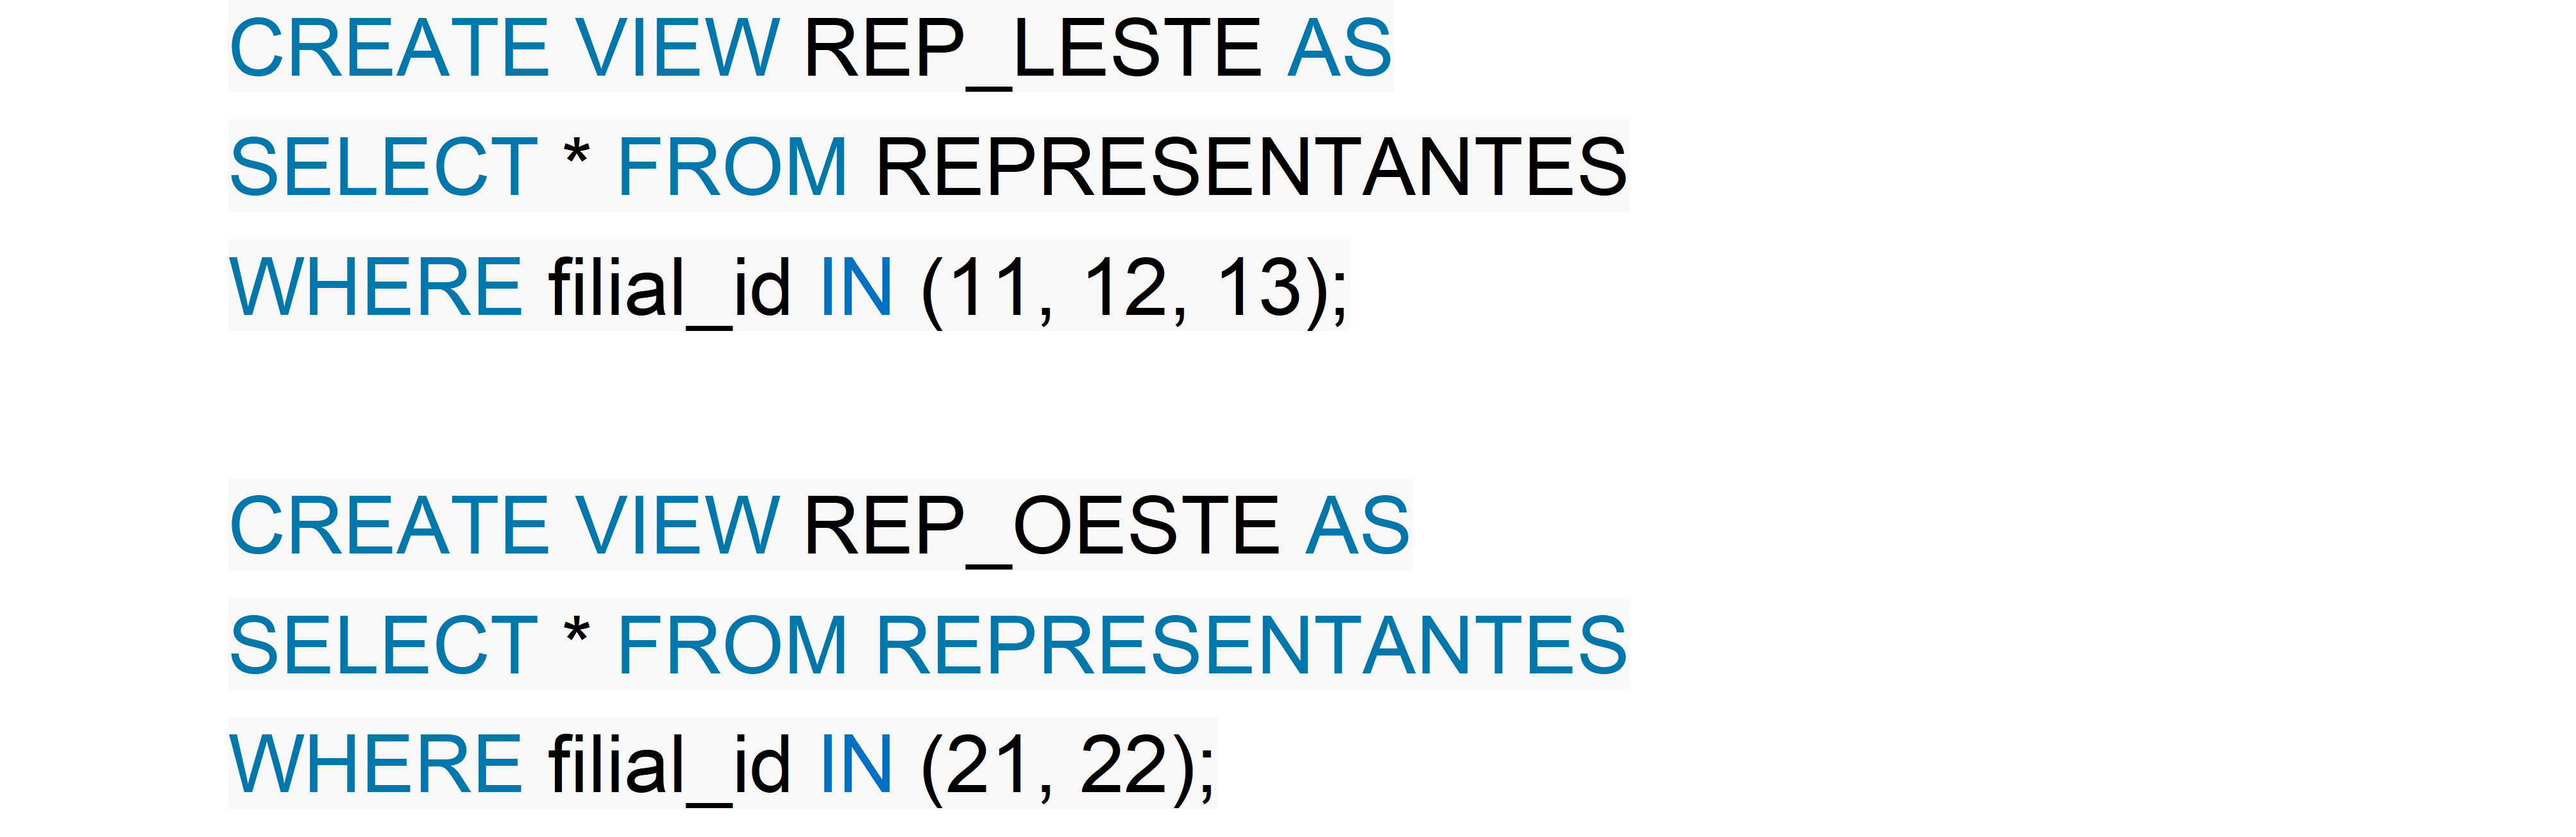 CREATE VIEW REP_LESTE AS
SELECT * FROM REPRESENTANTES
WHERE filial_id IN (11, 12, 13);
CREATE VIEW REP_OESTE AS
SELECT * FROM REPRESENTANTES
WHERE filial_id IN (21, 22);